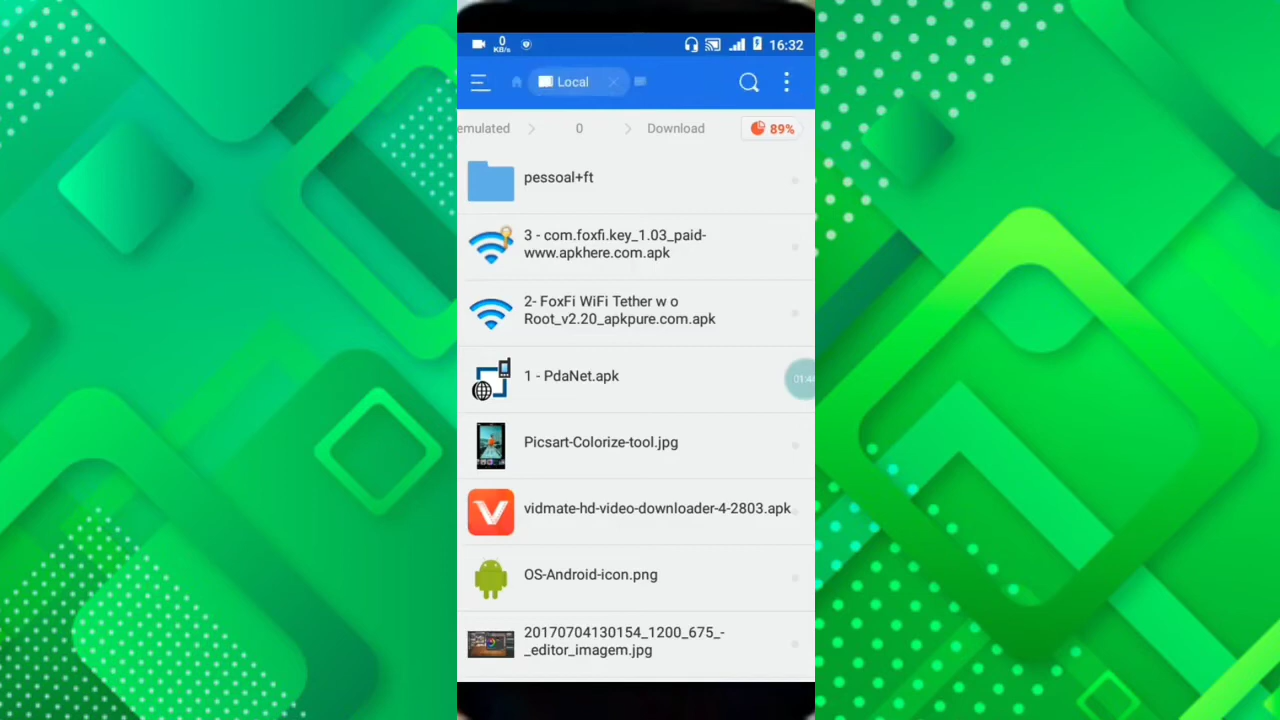 0
KB/s
16:32
Local
emulated
0
Download
89%
pessoal+ft
3 - com.foxfi.key_1.03_paid-
www.apkhere.com.apk
2- FoxFi WiFi Tether w o
Root_v2.20_apkpure.com.apk
1 - PdaNet.apk
Picsart-Colorize-tool.jpg
vidmate-hd-video-downloader-4-2803.apk
OS-Android-icon.png
20170704130154_1200_675_-
_editor_imagem.jpg